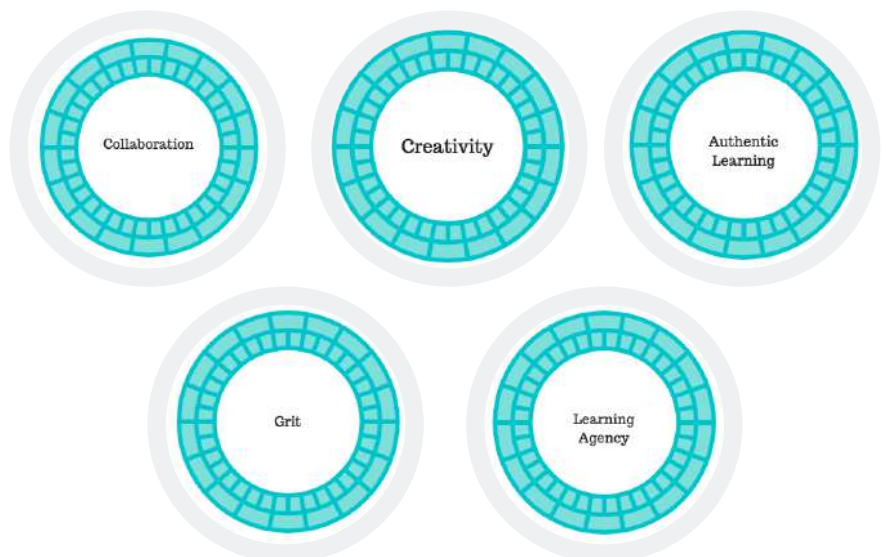 Collaboration
Creativity
Authentic
Learning
Grit
Learning
Agency